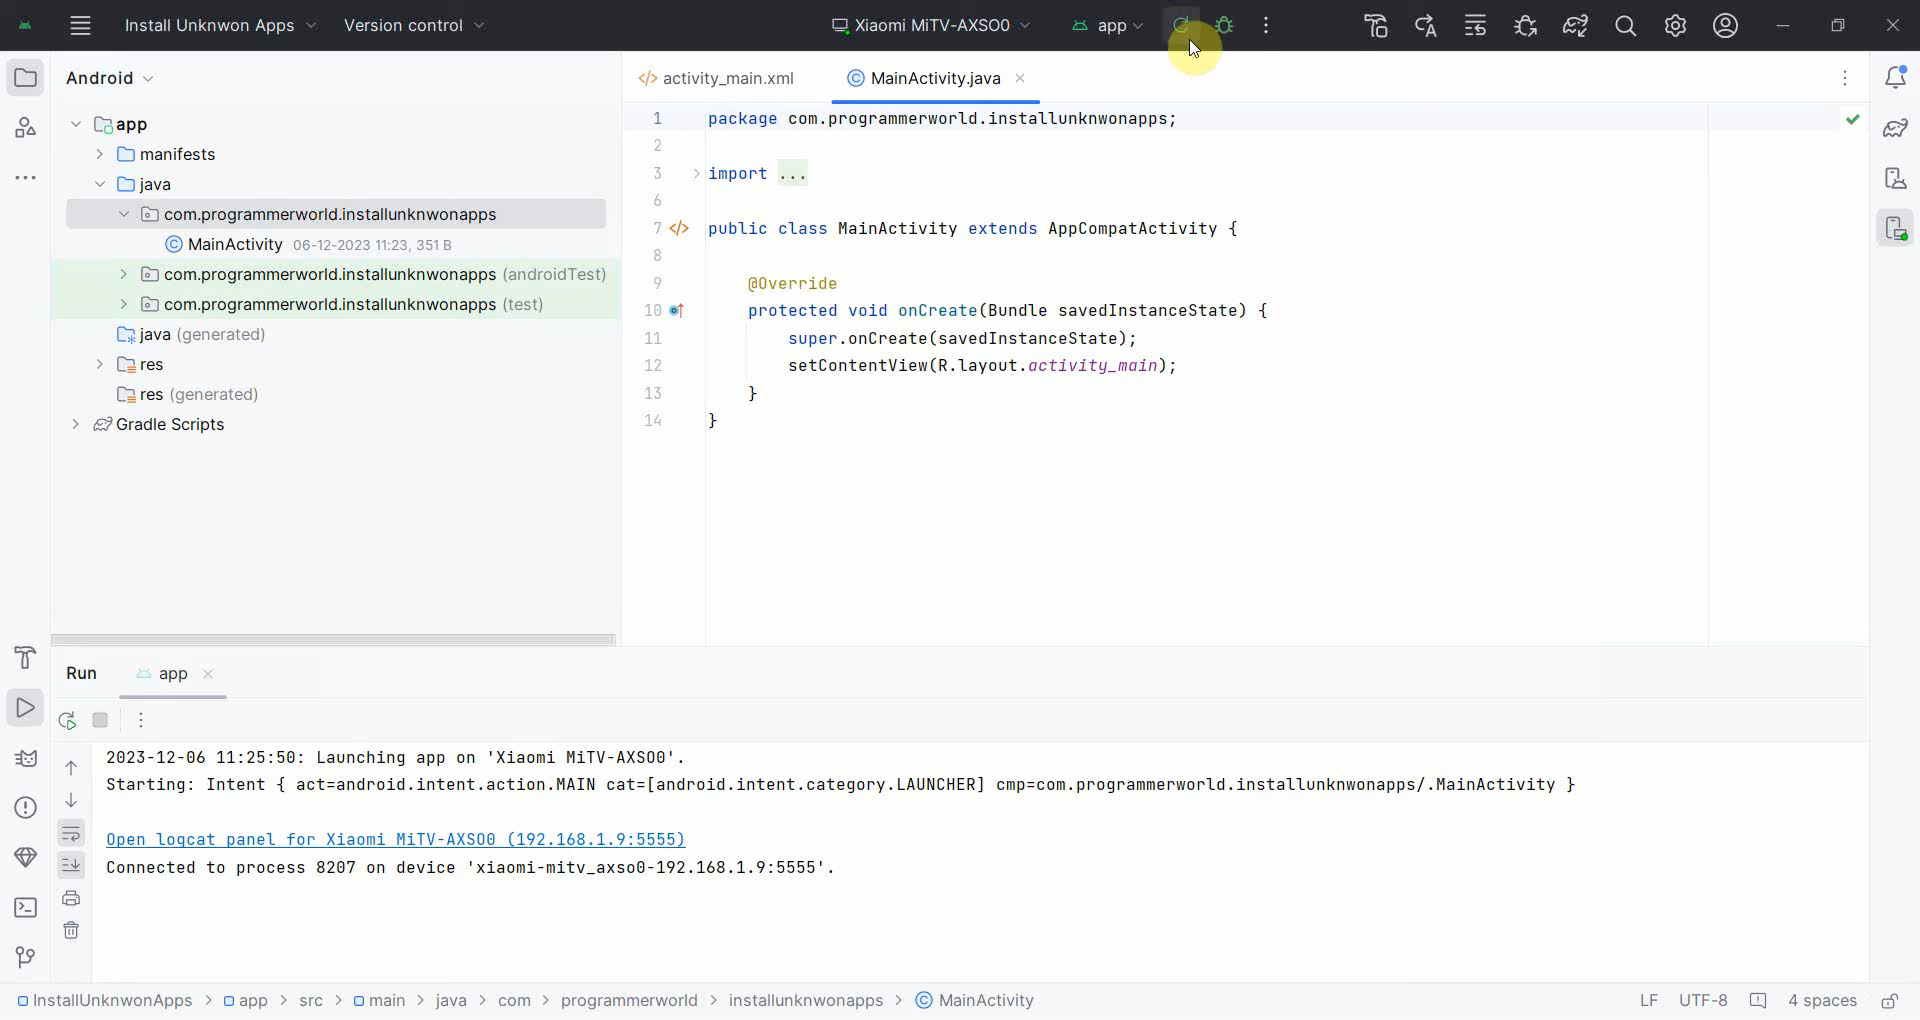 Install Unknwon Apps
Version control
Xiaomi MiTV-AXSO0
app
Android
activity_main.xml
MainActivity.java
app
manifests
java
com.programmerworld.installunknwonapps
MainActivity 06-12-2023 11:23, 351 B
com.programmerworld.installunknwonapps (androidTest)
com.programmerworld.installunknwonapps (test)
java (generated)
res
res (generated)
Gradle Scripts
1 package com.programmerworld.installunknwonapps;
2
3 import ...
6
7 public class MainActivity extends AppCompatActivity {
8
9 @Override
10 protected void onCreate(Bundle savedInstanceState) {
11 super.onCreate(savedInstanceState);
12 setContentView(R.layout.activity_main);
13 }
14 }
Run
app
2023-12-06 11:25:50: Launching app on 'Xiaomi MiTV-AXSO0'.
Starting: Intent { act=android.intent.action.MAIN cat=[android.intent.category.LAUNCHER] cmp=com.programmerworld.installunknwonapps/.MainActivity }
Open logcat panel for Xiaomi MiTV-AXSO0 (192.168.1.9:5555)
Connected to process 8207 on device 'xiaomi-mitv_axso0-192.168.1.9:5555'.
InstallUnknwonApps > app > src > main > java > com > programmerworld > installunknwonapps > MainActivity
LF UTF-8 4 spaces